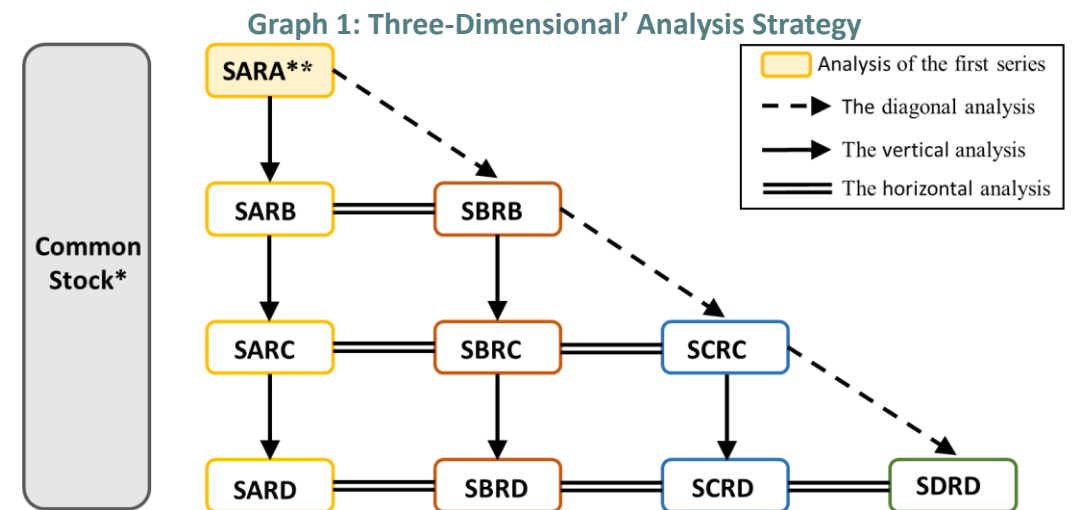 Graph 1: Three-Dimensional’ Analysis Strategy
SARA**
Analysis of the first series
The diagonal analysis
The vertical analysis
The horizontal analysis
Common
Stock*
SARB
SBRB
SARC
SBRC
SCRC
SARD
SBRD
SCRD
SDRD